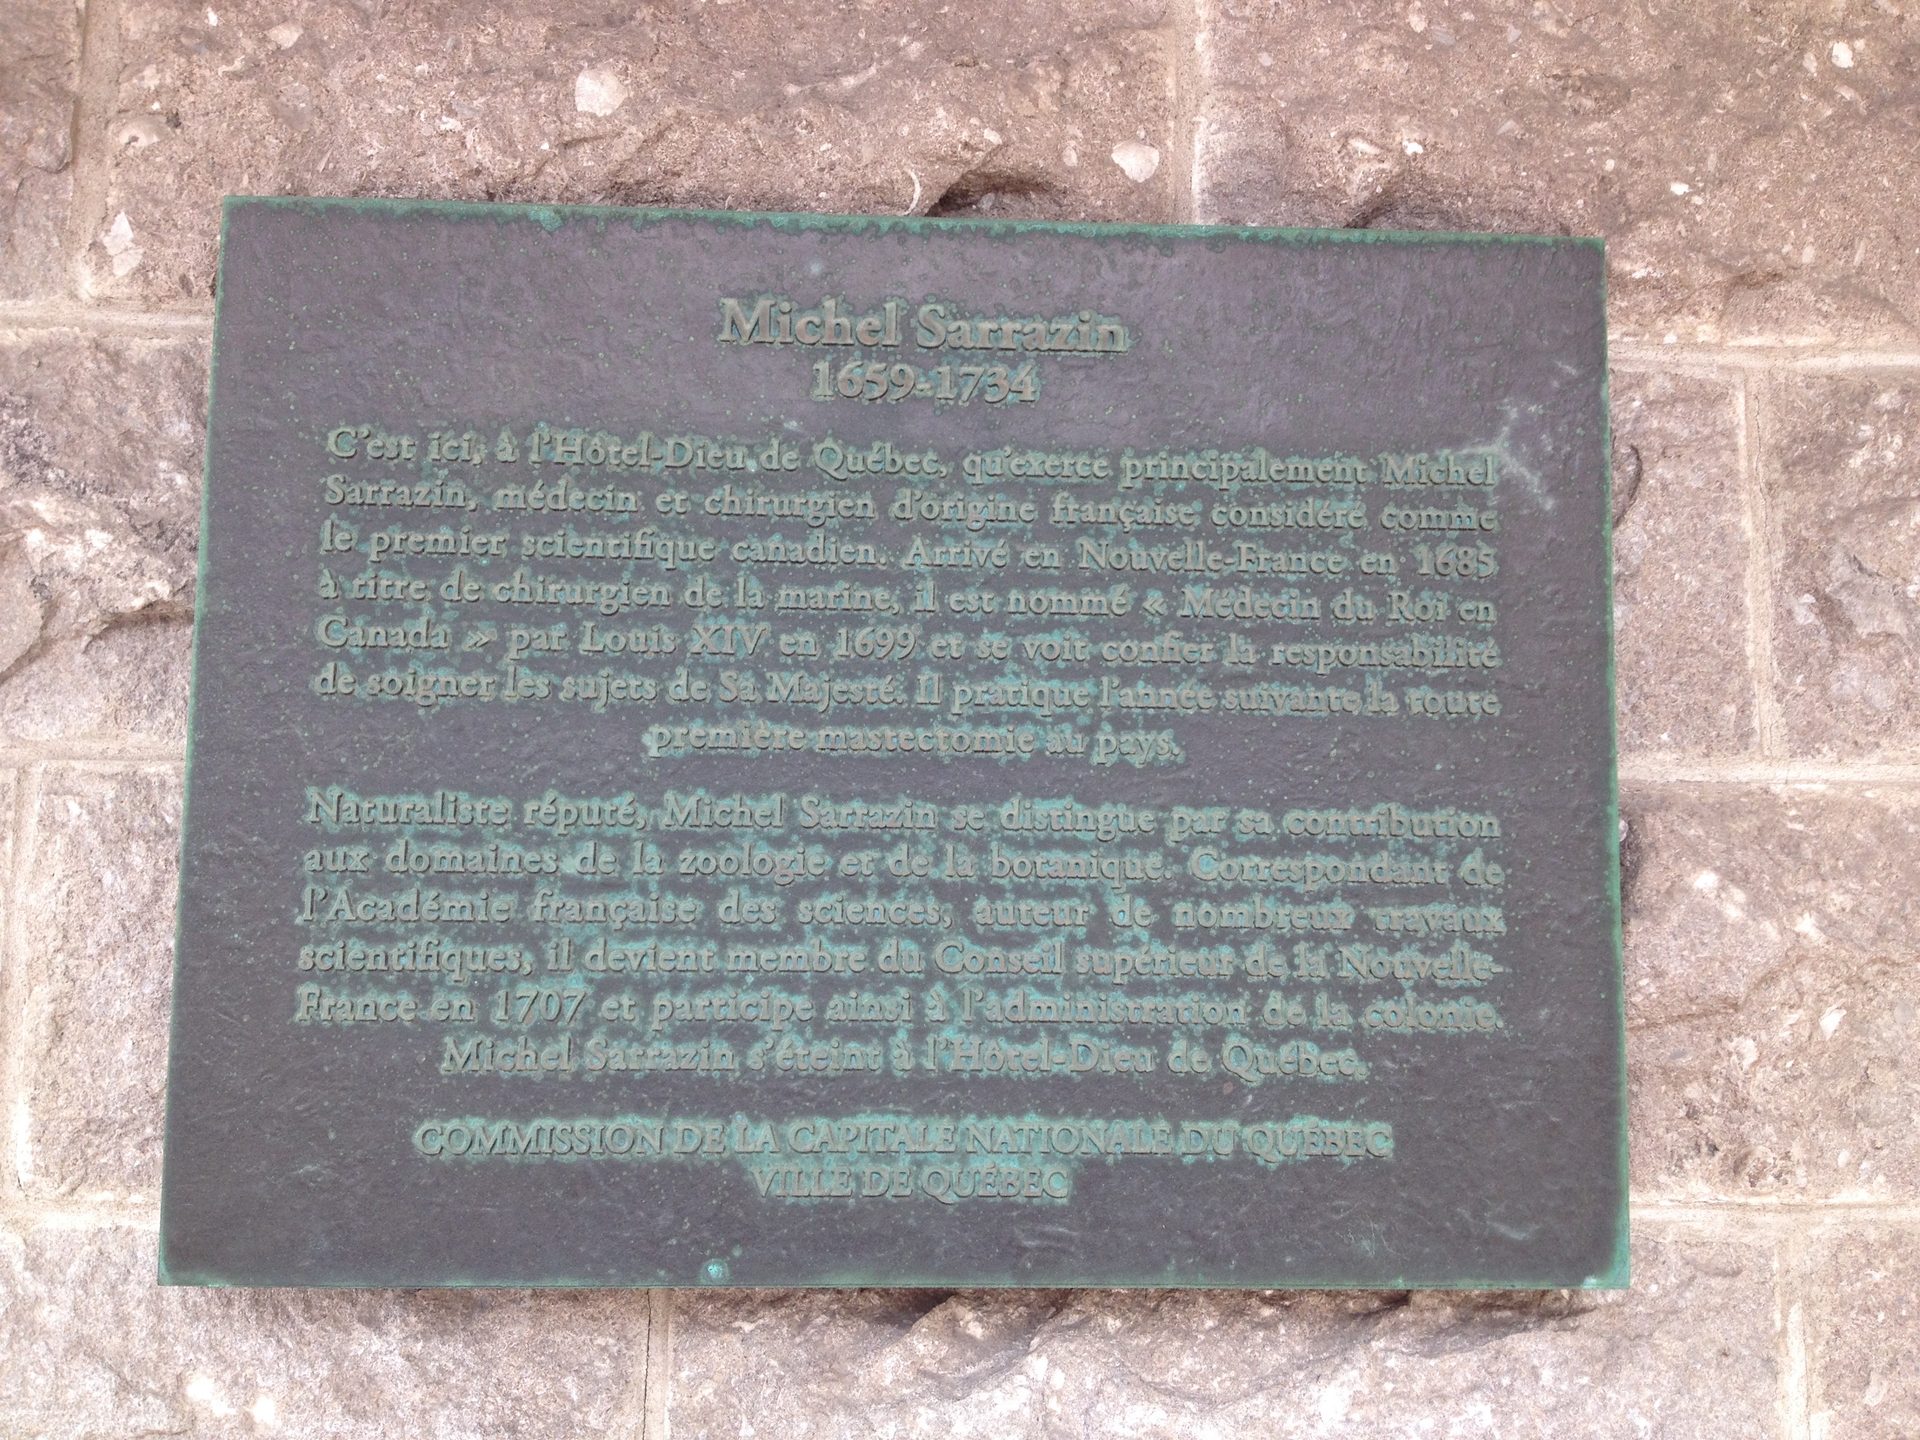 Michel Sarrazin
1659-1734
C'est ici, à l'Hôtel-Dieu de Québec, qu'exerce principalement Michel
Sarrazin, médecin et chirurgien d'origine française considéré comme
le premier scientifique canadien. Arrivé en Nouvelle-France en 1685
à titre de chirurgien de la marine, il est nommé « Médecin du Roi en
Canada » par Louis XIV en 1699 et se voit confier la responsabilité
de soigner les sujets de Sa Majesté. Il pratique l'année suivante la toute
première mastectomie au pays.
Naturaliste réputé, Michel Sarrazin se distingue par sa contribution
aux domaines de la zoologie et de la botanique. Correspondant de
l'Académie française des sciences, auteur de nombreux travaux
scientifiques, il devient membre du Conseil supérieur de la Nouvelle-
France en 1707 et participe ainsi à l'administration de la colonie.
Michel Sarrazin s'éteint à l'Hôtel-Dieu de Québec.
COMMISSION DE LA CAPITALE NATIONALE DU QUÉBEC
VILLE DE QUÉBEC